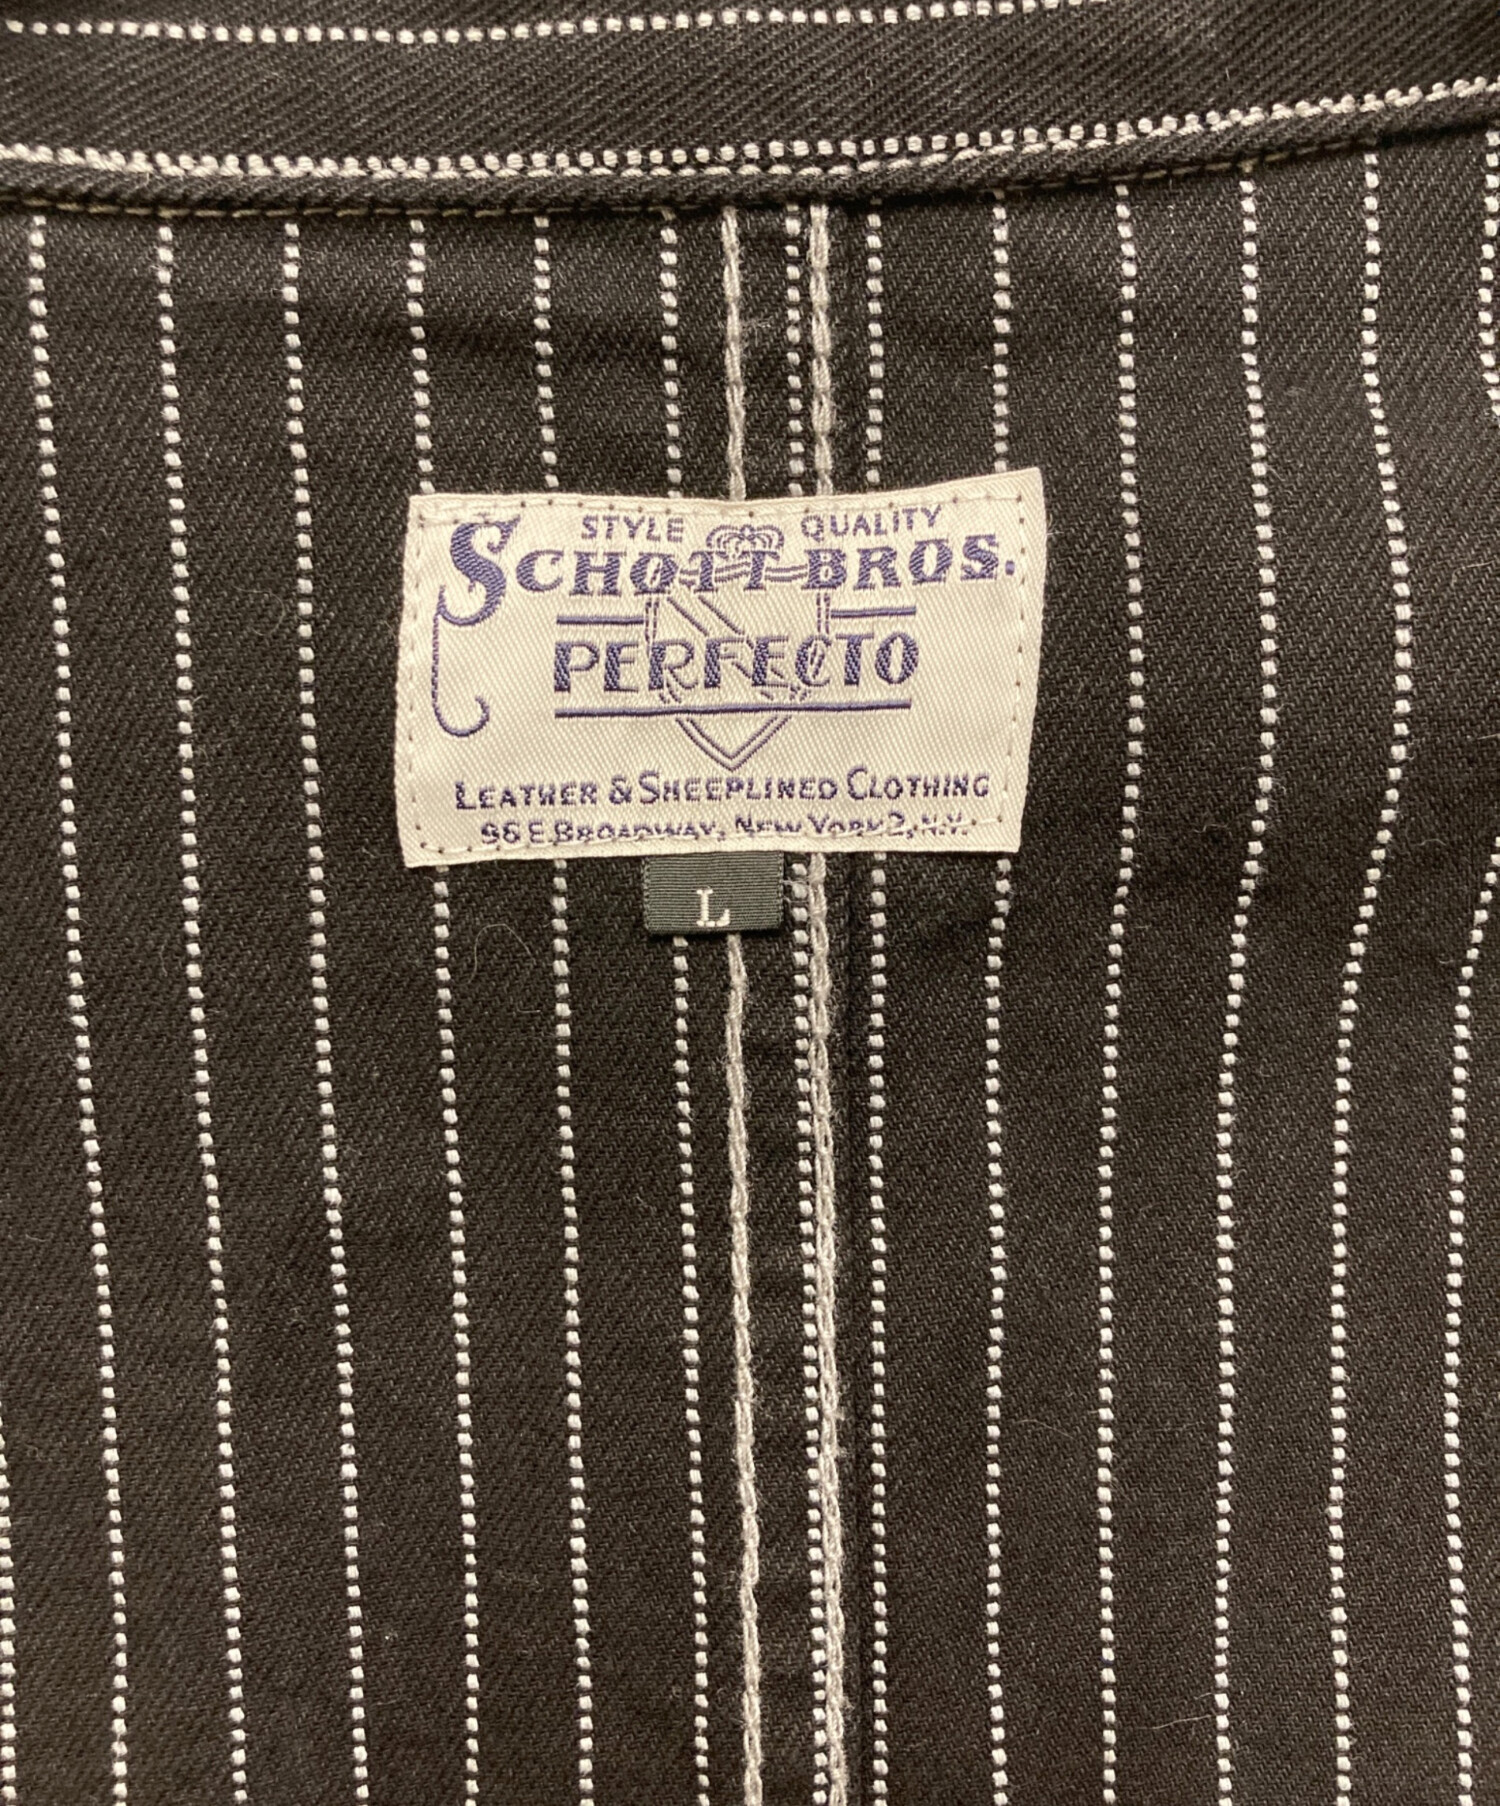 STYLE QUALITY
SCHOTT BROS.
PERFECTO
LEATHER & SHEEPLINED CLOTHING
96 E. BROADWAY, NEW YORK 2, N.Y.
L